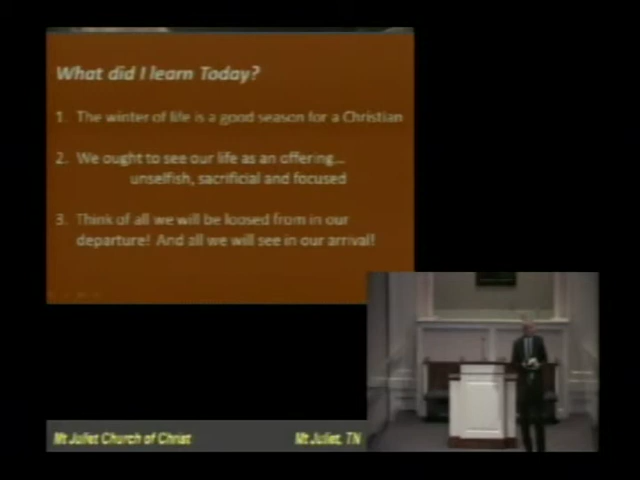 What did I learn Today?
1. The winter of life is a good season for a Christian
2. We ought to see our life as an offering...
unselfish, sacrificial and focused
3. Think of all we will be loosed from in our
departure! And all we will see in our arrival!
Mt Juliet Church of Christ
Mt Juliet, TN